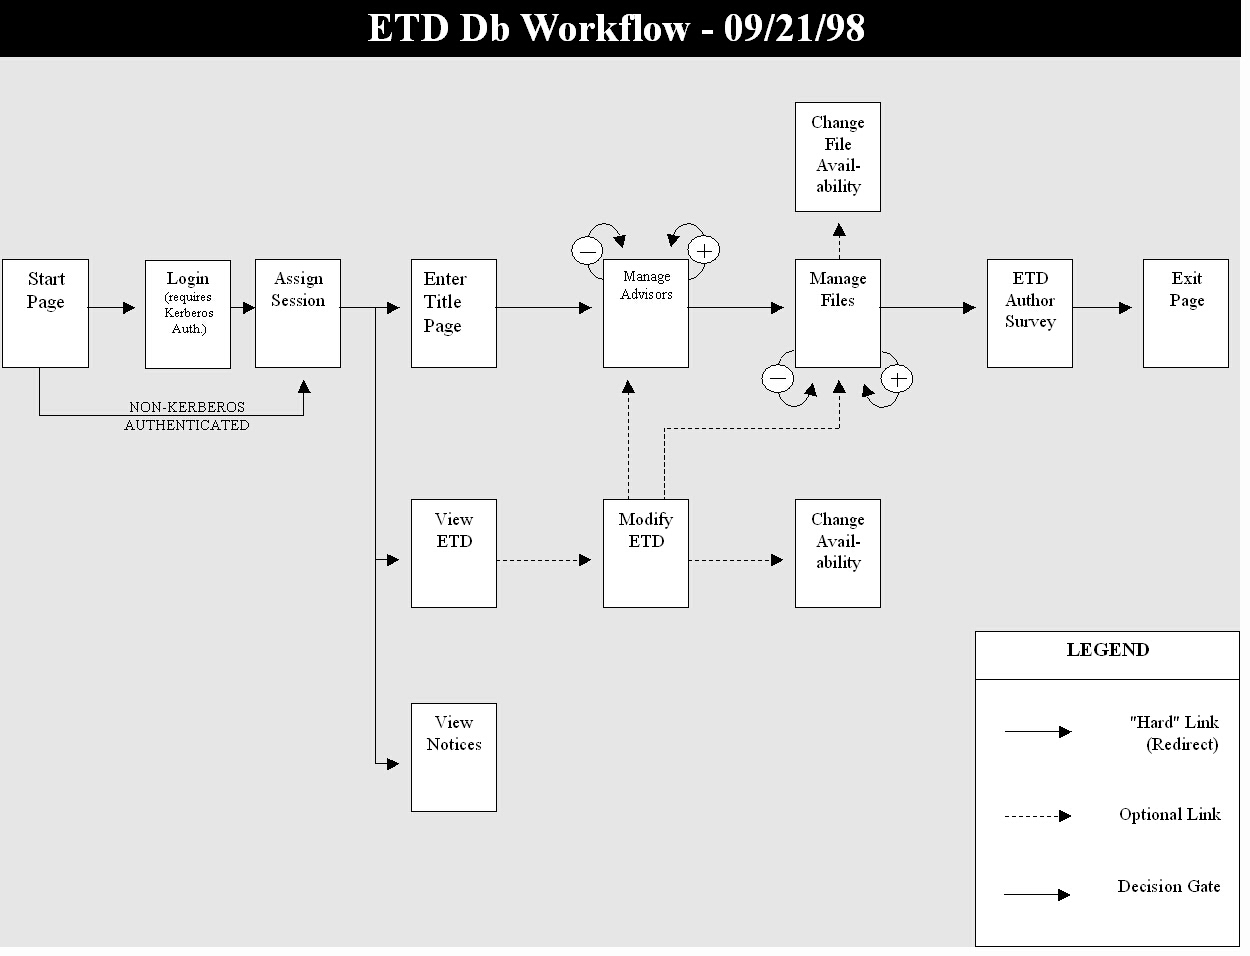 ETD Db Workflow - 09/21/98
Change
File
Avail-
ability
Start
Page
Login
(requires
Kerberos
Auth.)
Assign
Session
Enter
Title
Page
−
+
Manage
Advisors
Manage
Files
−
+
ETD
Author
Survey
Exit
Page
NON-KERBEROS
AUTHENTICATED
View
ETD
Modify
ETD
Change
Avail-
ability
View
Notices
LEGEND
"Hard" Link
(Redirect)
Optional Link
Decision Gate